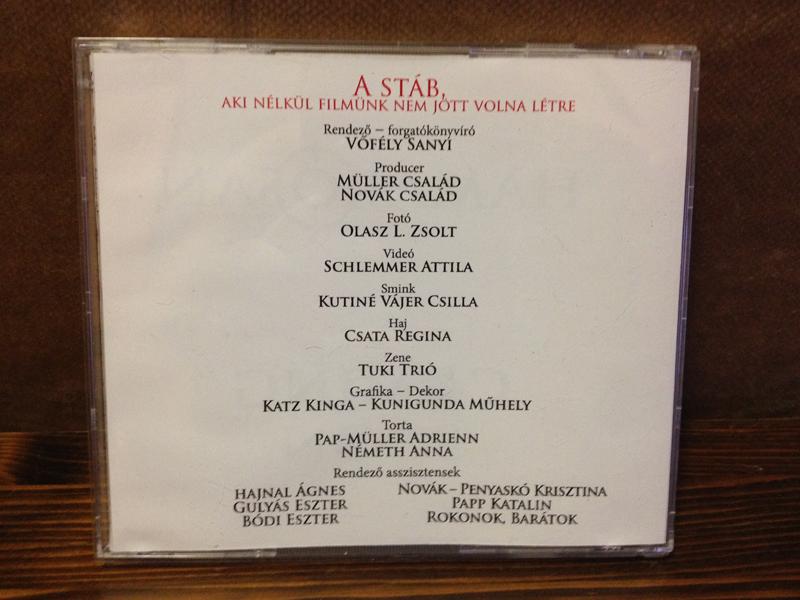 A STÁB,
AKI NÉLKÜL FILMÜNK NEM JÖTT VOLNA LÉTRE
Rendező – forgatókönyvíró
VŐFÉLY SANYI
Producer
MÜLLER CSALÁD
NOVÁK CSALÁD
Fotó
OLASZ L. ZSOLT
Videó
SCHLEMMER ATTILA
Smink
KUTINÉ VÁJER CSILLA
Haj
CSATA REGINA
Zene
TUKI TRIÓ
Grafika – Dekor
KATZ KINGA – KUNIGUNDA MŰHELY
Torta
PAP-MÜLLER ADRIENN
NÉMETH ANNA
Rendező asszisztensek
HAJNAL ÁGNES
GULYÁS ESZTER
BÓDI ESZTER
NOVÁK – PENYASKÓ KRISZTINA
PAPP KATALIN
ROKONOK, BARÁTOK